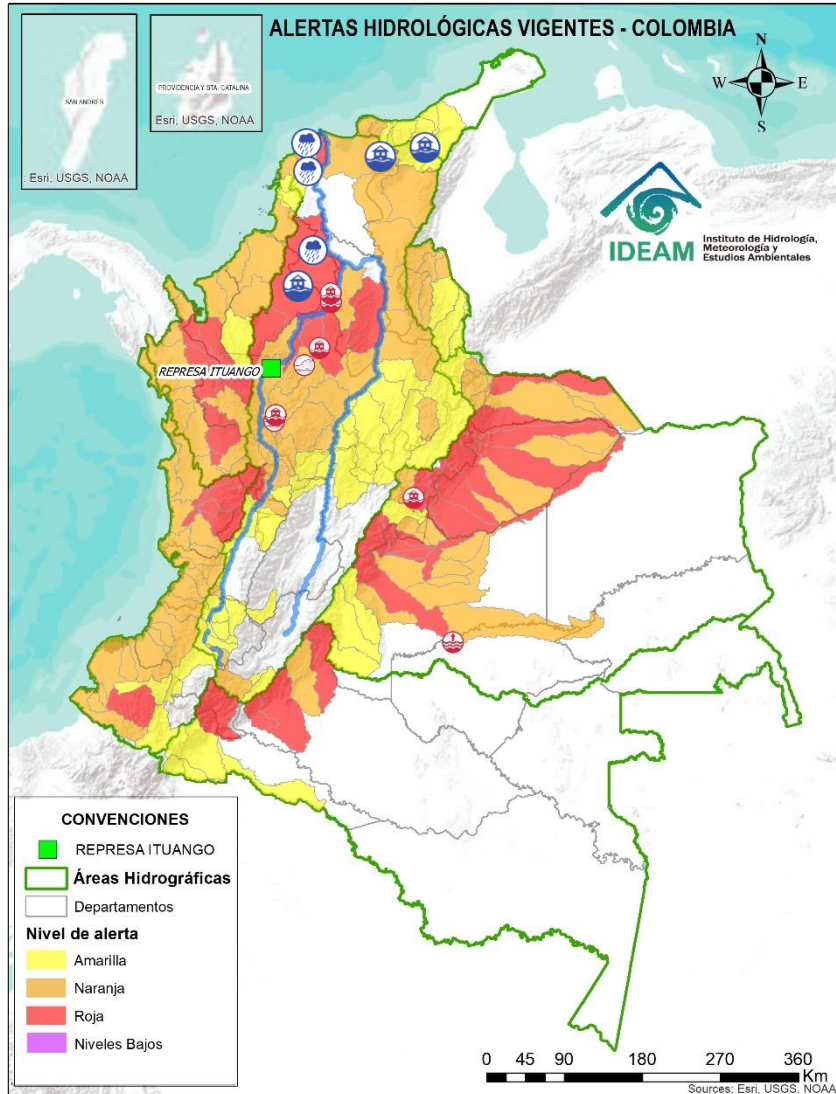 ALERTAS HIDROLÓGICAS VIGENTES - COLOMBIA
SAN ANDRÉS
Esri, USGS, NOAA
PROVIDENCIA Y STA. CATALINA
Esri, USGS, NOAA
N
W
E
S
IDEAM
Instituto de Hidrología,
Meteorología y
Estudios Ambientales
REPRESA ITUANGO
CONVENCIONES
REPRESA ITUANGO
Áreas Hidrográficas
Departamentos
Nivel de alerta
Amarilla
Naranja
Roja
Niveles Bajos
0 45 90 180 270 360
Km
Sources: Esri, USGS, NOAA